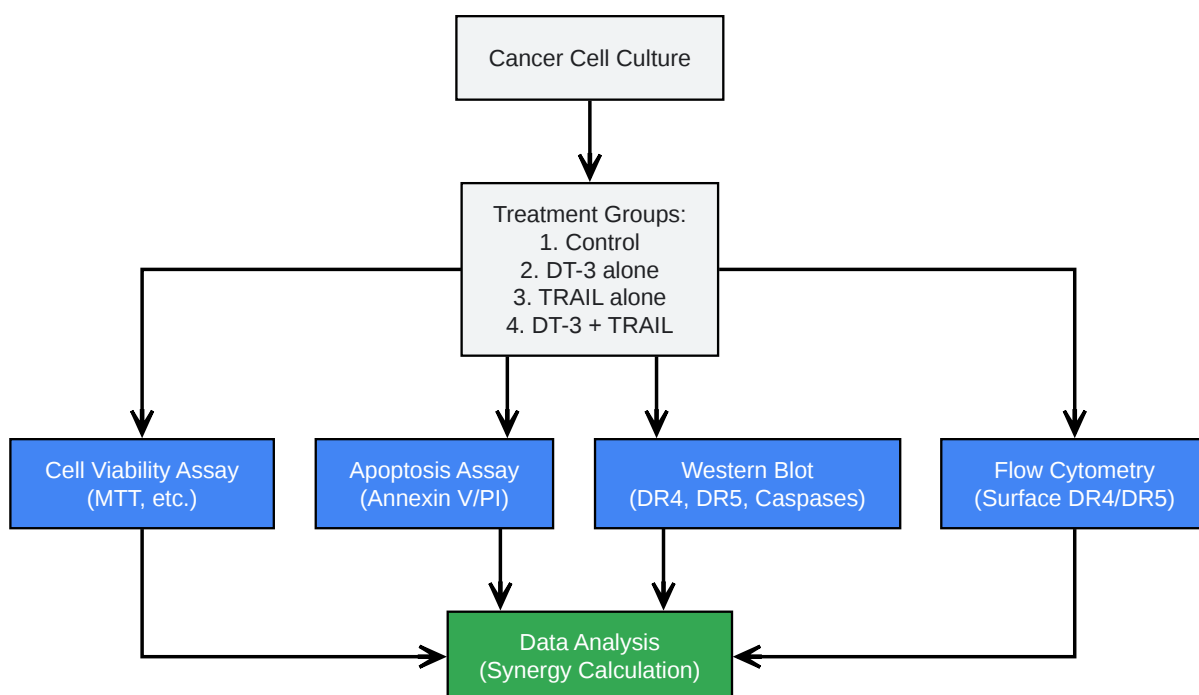 Cancer Cell Culture
Treatment Groups:
1. Control
2. DT-3 alone
3. TRAIL alone
4. DT-3 + TRAIL
Cell Viability Assay
(MTT, etc.)
Apoptosis Assay
(Annexin V/PI)
Western Blot
(DR4, DR5, Caspases)
Flow Cytometry
(Surface DR4/DR5)
Data Analysis
(Synergy Calculation)